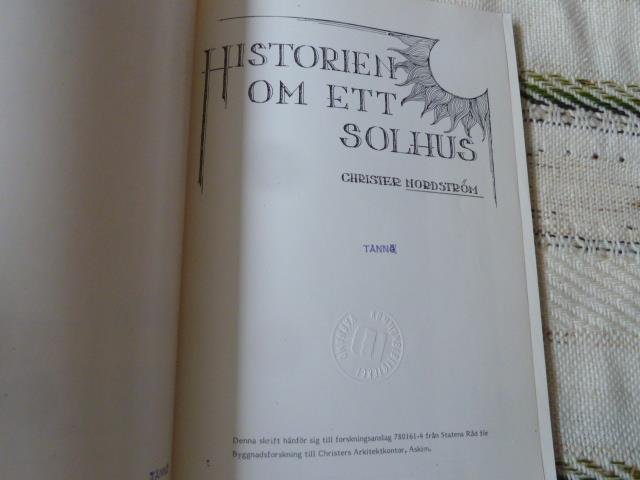 HISTORIEN
OM ETT
SOLHUS
CHRISTER NORDSTRÖM
Denna skrift hänför sig till forskningsanslag 780161-4 från Statens Råd för
Byggnadsforskning till Christers Arkitektkontor, Askim.